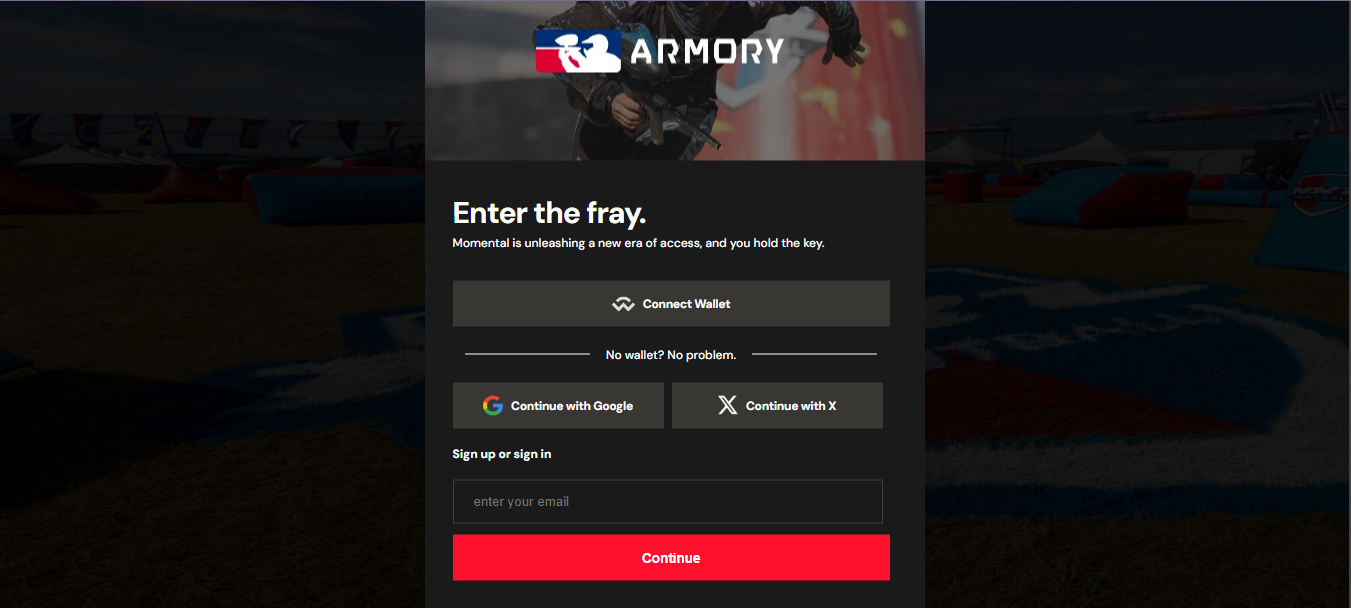 ARMORY
Enter the fray.
Momental is unleashing a new era of access, and you hold the key.
Connect Wallet
No wallet? No problem.
Continue with Google
Continue with X
Sign up or sign in
enter your email
Continue